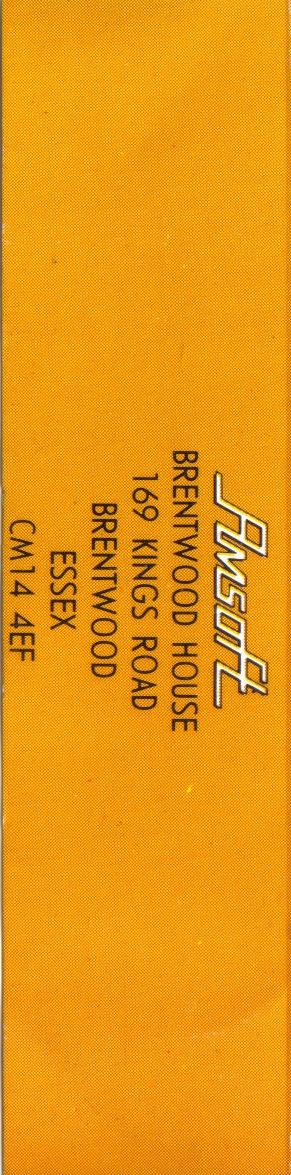 Amsoft
BRENTWOOD HOUSE
169 KINGS ROAD
BRENTWOOD
ESSEX
CM14 4EF